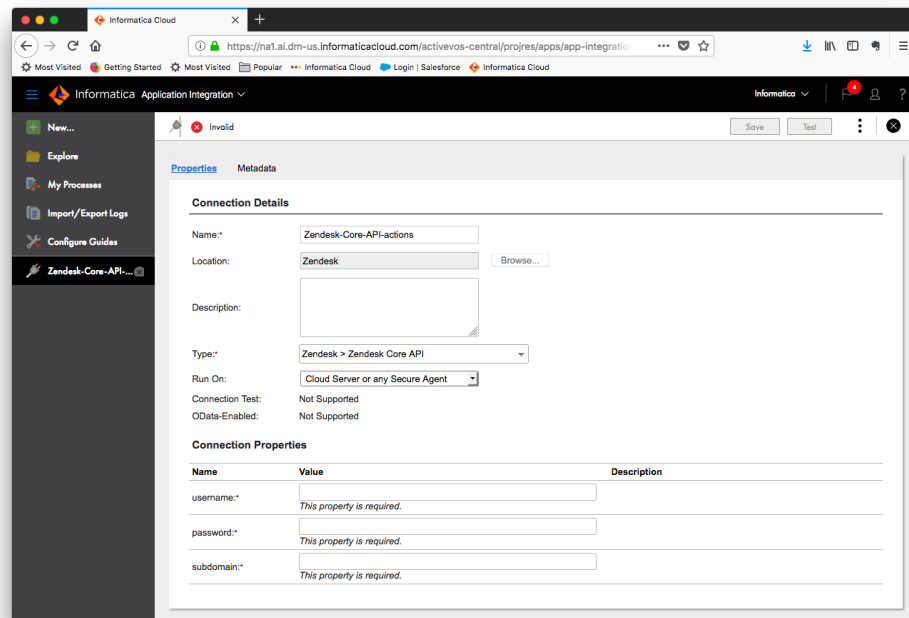 Informatica Cloud
https://na1.ai.dm-us.informaticacloud.com/activevos-central/projres/apps/app-integration
Most Visited Getting Started Most Visited Popular Informatica Cloud Login | Salesforce Informatica Cloud
Informatica Application Integration Informatica 4 ?
New...
Explore
My Processes
Import/Export Logs
Configure Guides
Zendesk-Core-API-...
Invalid Save Test
Properties Metadata
Connection Details
Name:* Zendesk-Core-API-actions
Location: Zendesk Browse...
Description:
Type:* Zendesk > Zendesk Core API
Run On: Cloud Server or any Secure Agent
Connection Test: Not Supported
OData-Enabled: Not Supported
Connection Properties
Name Value Description
username:*
This property is required.
password:*
This property is required.
subdomain:*
This property is required.